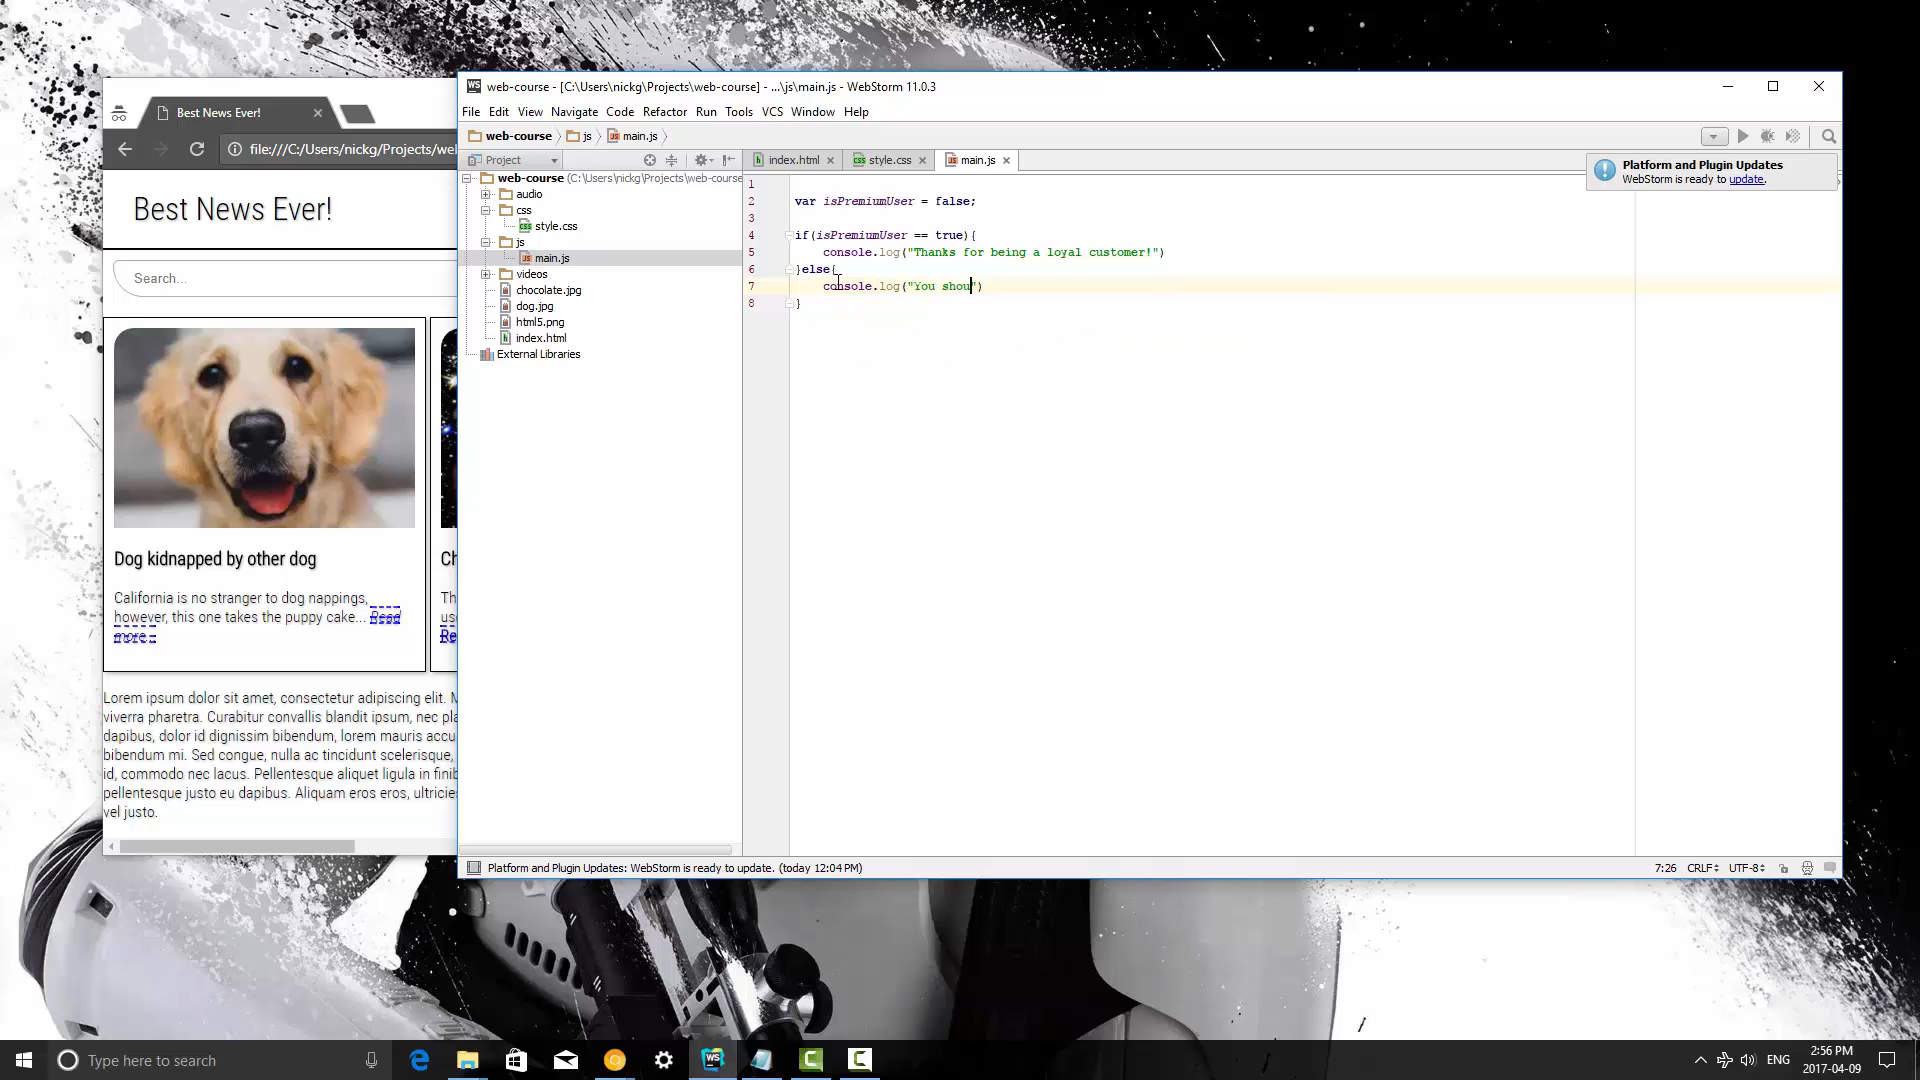 Best News Ever!
file:///C:/Users/nickg/Projects/we
Best News Ever!
Search...
Dog kidnapped by other dog
California is no stranger to dog nappings,
however, this one takes the puppy cake... Read
more...
Ch
Th
use
Re
Lorem ipsum dolor sit amet, consectetur adipiscing elit. M
viverra pharetra. Curabitur convallis blandit ipsum, nec pla
dapibus, dolor id dignissim bibendum, lorem mauris accu
bibendum mi. Sed congue, nulla ac tincidunt scelerisque,
id, commodo nec lacus. Pellentesque aliquet ligula in finib
pellentesque justo eu dapibus. Aliquam eros eros, ultricies
vel justo.
WS web-course - [C:\Users\nickg\Projects\web-course] - ...\js\main.js - WebStorm 11.0.3
File Edit View Navigate Code Refactor Run Tools VCS Window Help
web-course js main.js
Project
index.html style.css main.js
web-course (C:\Users\nickg\Projects\web-course
audio
css
style.css
js
main.js
videos
chocolate.jpg
dog.jpg
html5.png
index.html
External Libraries
Platform and Plugin Updates
WebStorm is ready to update.
1
2 var isPremiumUser = false;
3
4 if(isPremiumUser == true){
5 console.log("Thanks for being a loyal customer!")
6 }else{
7 console.log("You shou")
8 }
Platform and Plugin Updates: WebStorm is ready to update. (today 12:04 PM)
7:26 CRLF UTF-8
Type here to search
WS
ENG
2:56 PM
2017-04-09